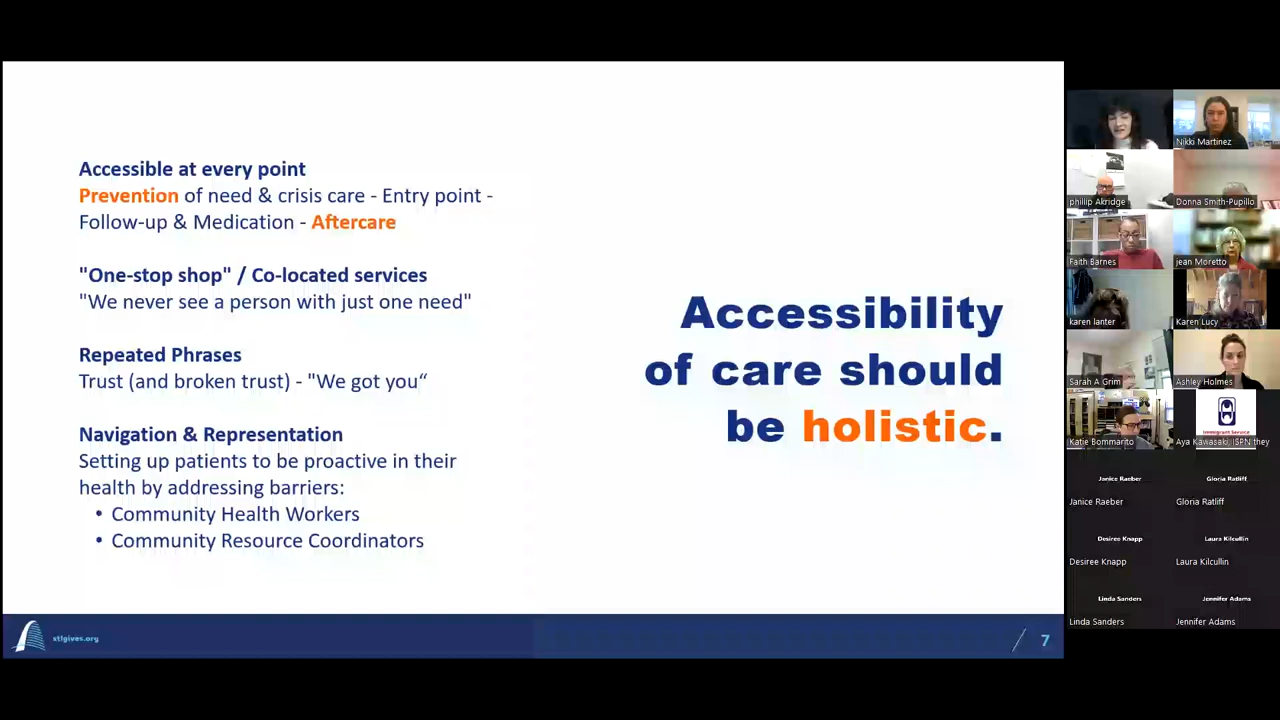 Accessible at every point
Prevention of need & crisis care - Entry point -
Follow-up & Medication - Aftercare
"One-stop shop" / Co-located services
"We never see a person with just one need"
Repeated Phrases
Trust (and broken trust) - "We got you“
Navigation & Representation
Setting up patients to be proactive in their
health by addressing barriers:
• Community Health Workers
• Community Resource Coordinators
Accessibility
of care should
be holistic.
stlgives.org
7
Nikki Martinez
phillip Akridge
Donna Smith-Pupillo
Faith Barnes
jean Moretto
karen lanter
Karen Lucy
Sarah A Grim
Ashley Holmes
Katie Bommarito
Immigrant Service
Aya Kawasaki, ISPN they
Janice Raeber
Gloria Ratliff
Janice Raeber
Gloria Ratliff
Desiree Knapp
Laura Kilcullin
Desiree Knapp
Laura Kilcullin
Linda Sanders
Jennifer Adams
Linda Sanders
Jennifer Adams